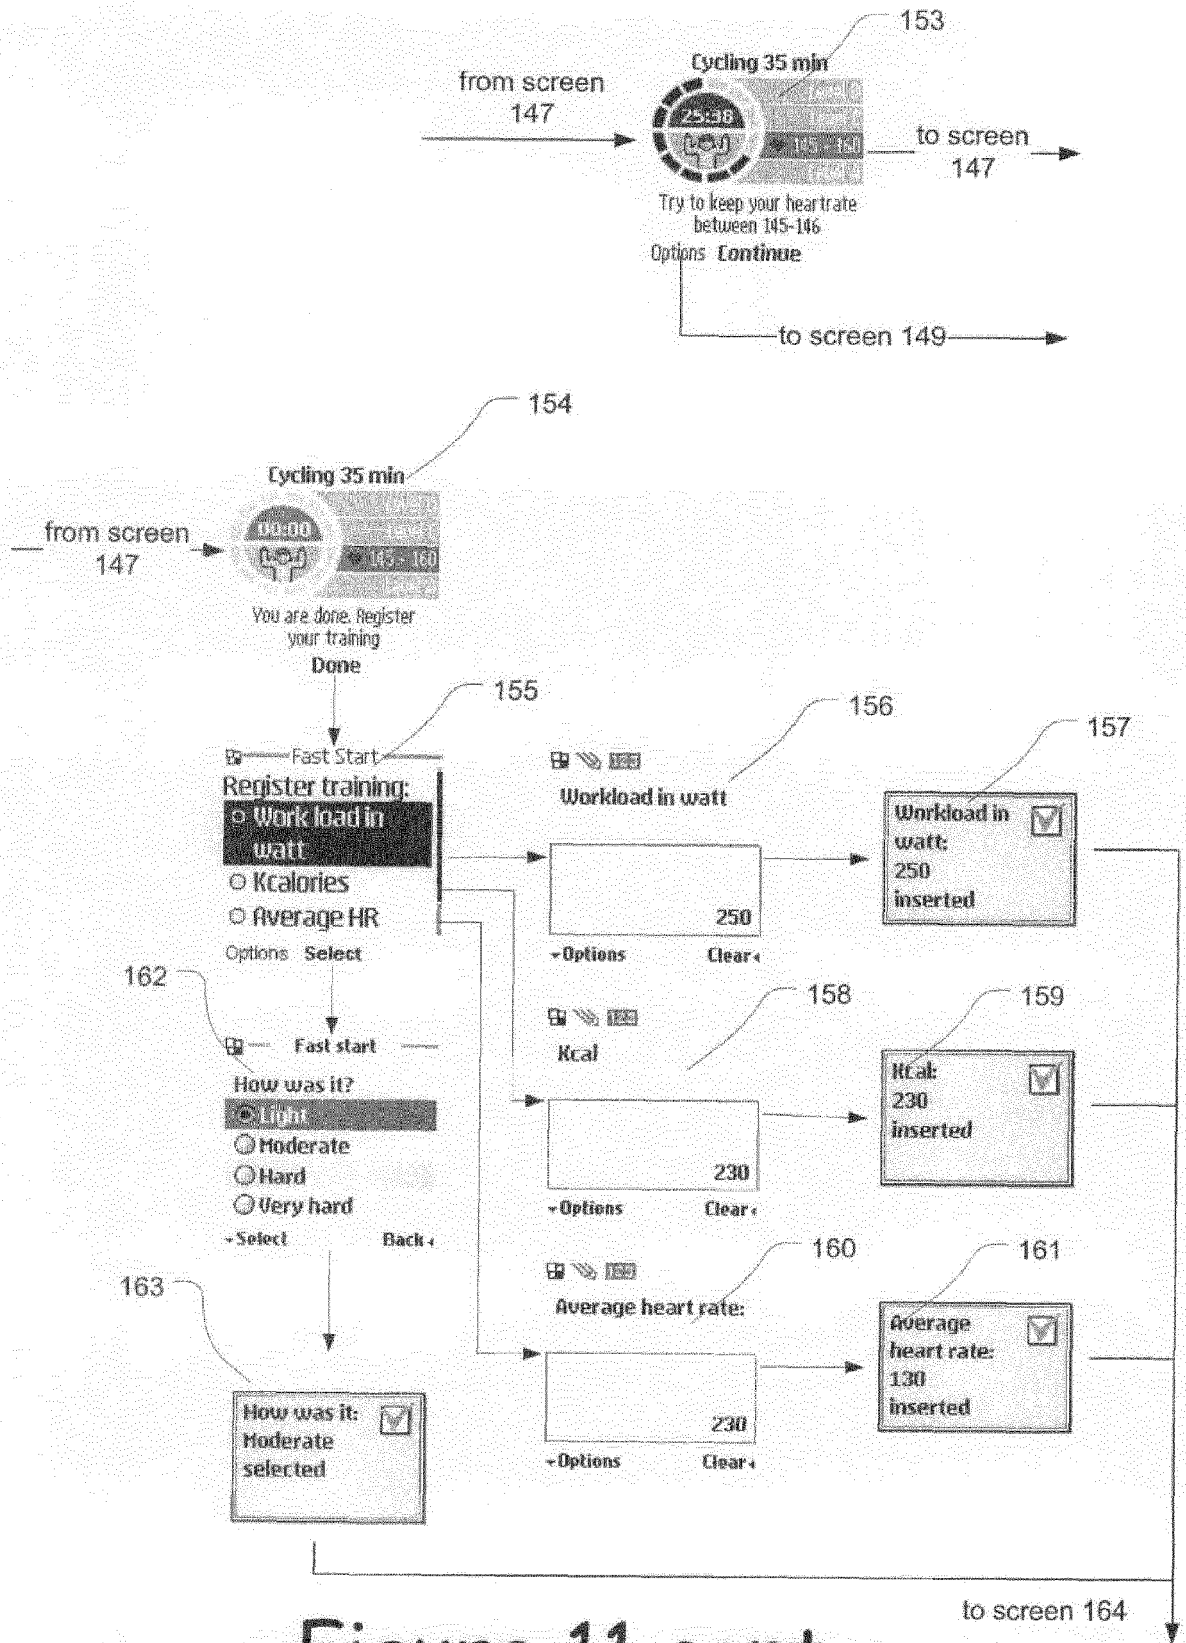 153
Cycling 35 min
from screen
147
25:38
145 - 160
to screen
147
Try to keep your heartrate
between 145-146
Options Continue
to screen 149
154
Cycling 35 min
from screen
147
00:00
145 - 160
You are done. Register
your training
Done
155
Fast Start
Register training:
Work load in
watt
Kcalories
Average HR
Options Select
156
123
Workload in watt
250
Options Clear
157
Workload in
watt:
250
inserted
158
123
Kcal
230
Options Clear
159
Kcal:
230
inserted
162
Fast start
How was it?
Light
Moderate
Hard
Very hard
Select Back
160
123
Average heart rate:
230
Options Clear
161
Average
heart rate:
130
inserted
163
How was it:
Moderate
selected
to screen 164
Figure 11